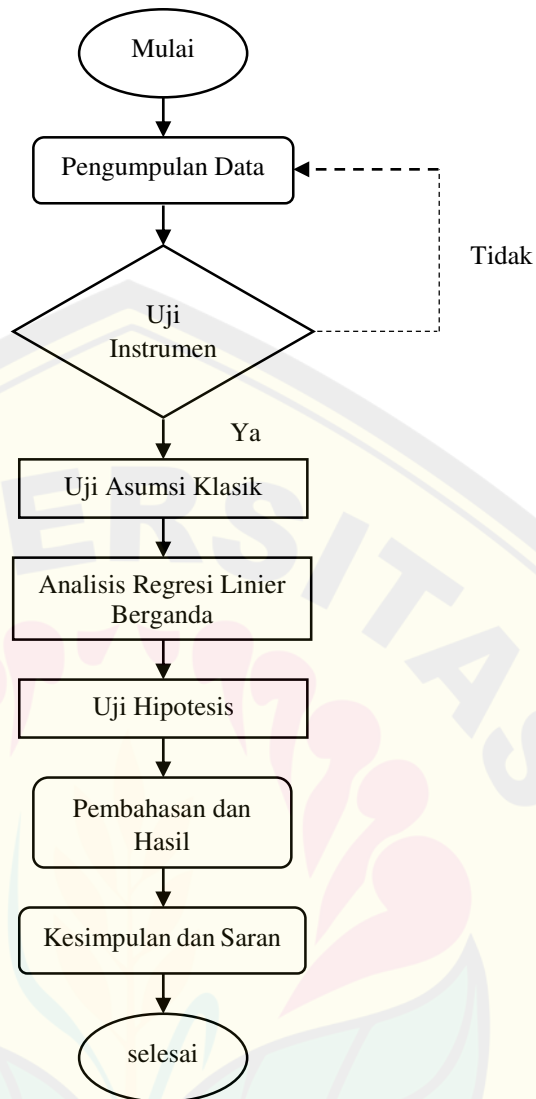 Mulai
Pengumpulan Data
Tidak
Uji
Instrumen
Ya
Uji Asumsi Klasik
Analisis Regresi Linier
Berganda
Uji Hipotesis
Pembahasan dan
Hasil
Kesimpulan dan Saran
selesai
ERSITAS